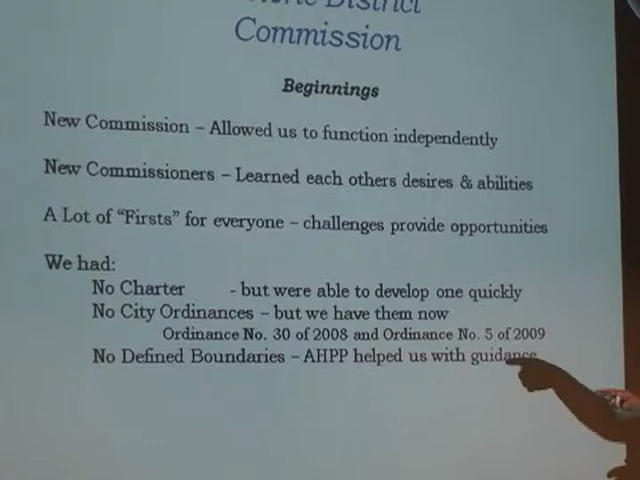 District
Commission
Beginnings
New Commission – Allowed us to function independently
New Commissioners – Learned each others desires & abilities
A Lot of “Firsts” for everyone – challenges provide opportunities
We had:
No Charter - but were able to develop one quickly
No City Ordinances – but we have them now
Ordinance No. 30 of 2008 and Ordinance No. 5 of 2009
No Defined Boundaries – AHPP helped us with guidance